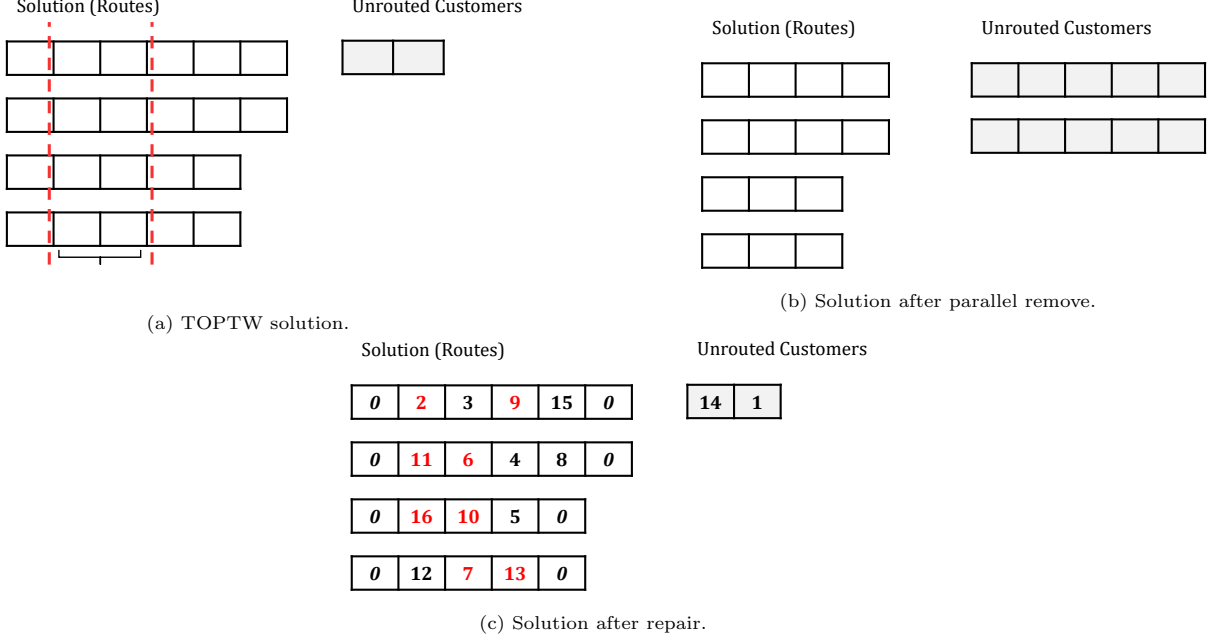 Solution (Routes)
Unrouted Customers
(a) TOPTW solution.
Solution (Routes)
Unrouted Customers
(b) Solution after parallel remove.
Solution (Routes)
Unrouted Customers
0 2 3 9 15 0
14 1
0 11 6 4 8 0
0 16 10 5 0
0 12 7 13 0
(c) Solution after repair.